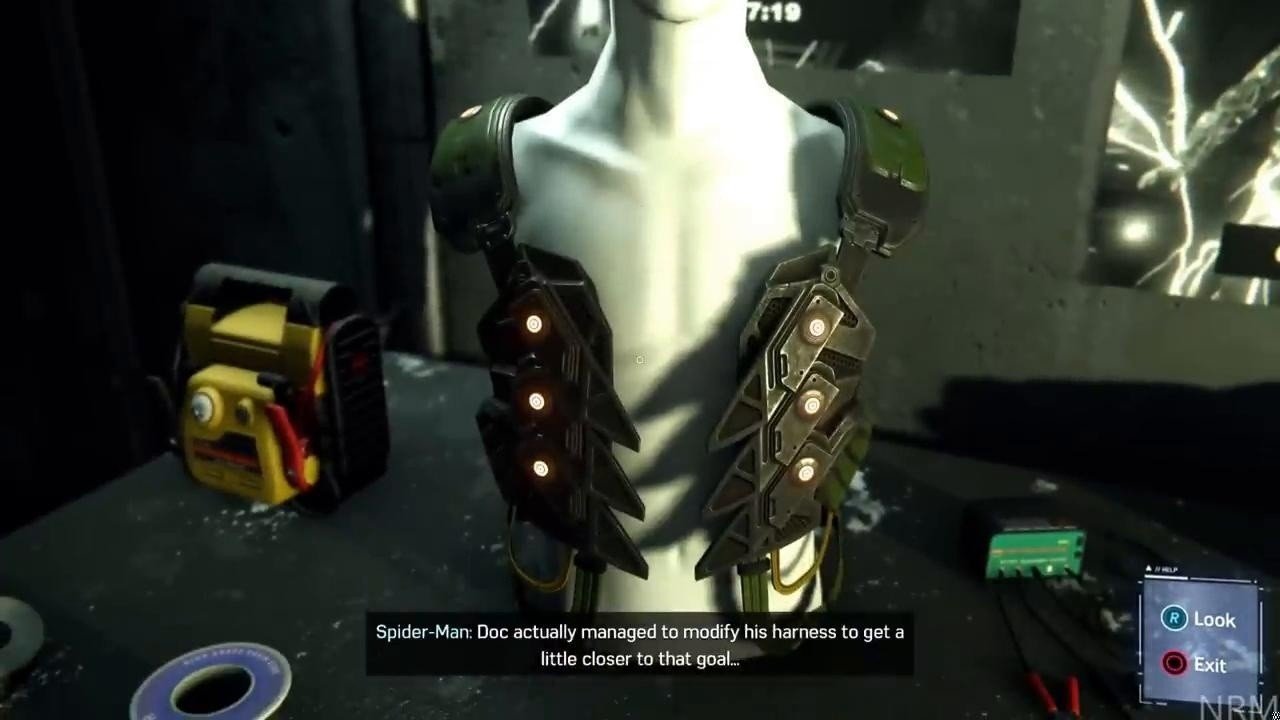 7:19
Spider-Man: Doc actually managed to modify his harness to get a
little closer to that goal...
// HELP
R Look
Exit
NRM